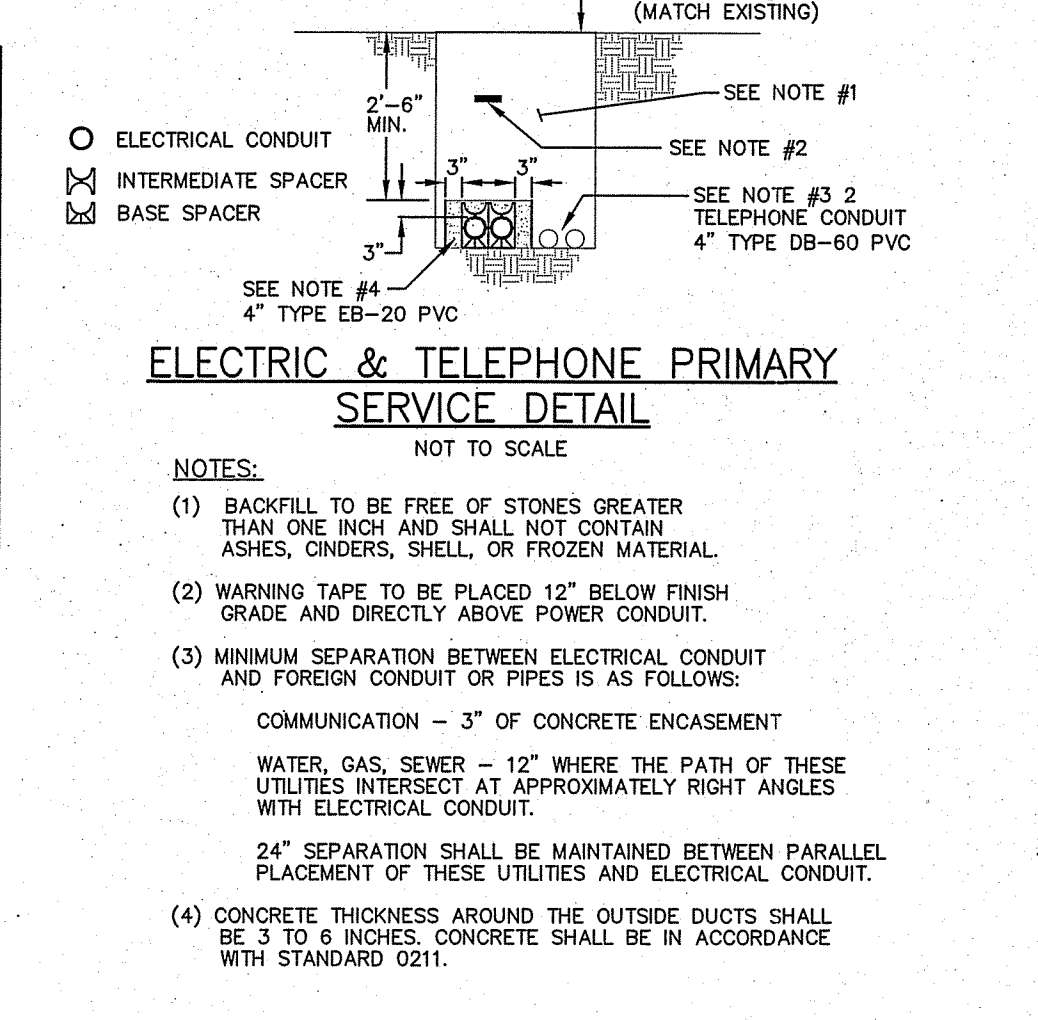 (MATCH EXISTING)
2'-6"
MIN.
SEE NOTE #1
ELECTRICAL CONDUIT
SEE NOTE #2
3"
3"
INTERMEDIATE SPACER
SEE NOTE #3 2
BASE SPACER
TELEPHONE CONDUIT
4" TYPE DB-60 PVC
3"
SEE NOTE #4
4" TYPE EB-20 PVC
ELECTRIC & TELEPHONE PRIMARY
SERVICE DETAIL
NOT TO SCALE
NOTES:
(1) BACKFILL TO BE FREE OF STONES GREATER
THAN ONE INCH AND SHALL NOT CONTAIN
ASHES, CINDERS, SHELL, OR FROZEN MATERIAL.
(2) WARNING TAPE TO BE PLACED 12" BELOW FINISH
GRADE AND DIRECTLY ABOVE POWER CONDUIT.
(3) MINIMUM SEPARATION BETWEEN ELECTRICAL CONDUIT
AND FOREIGN CONDUIT OR PIPES IS AS FOLLOWS:
COMMUNICATION - 3" OF CONCRETE ENCASEMENT
WATER, GAS, SEWER - 12" WHERE THE PATH OF THESE
UTILITIES INTERSECT AT APPROXIMATELY RIGHT ANGLES
WITH ELECTRICAL CONDUIT.
24" SEPARATION SHALL BE MAINTAINED BETWEEN PARALLEL
PLACEMENT OF THESE UTILITIES AND ELECTRICAL CONDUIT.
(4) CONCRETE THICKNESS AROUND THE OUTSIDE DUCTS SHALL
BE 3 TO 6 INCHES. CONCRETE SHALL BE IN ACCORDANCE
WITH STANDARD 0211.